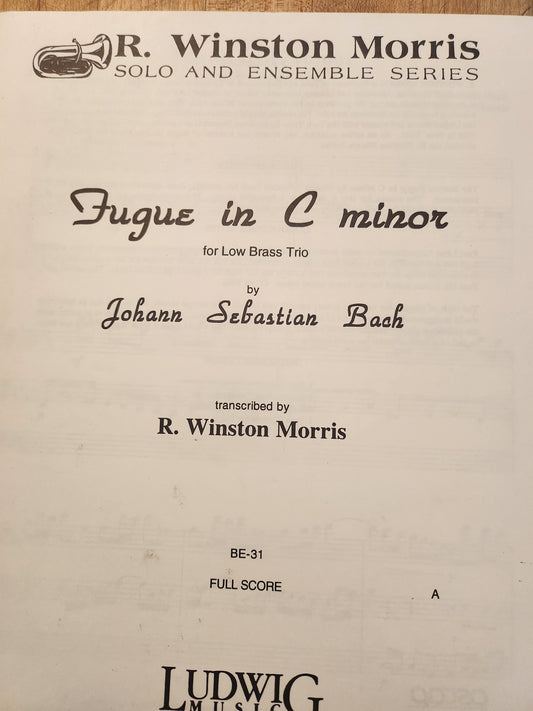 R. Winston Morris
SOLO AND ENSEMBLE SERIES
Fugue in C minor
for Low Brass Trio
by
Johann Sebastian Bach
transcribed by
R. Winston Morris
BE-31
FULL SCORE
A
LUDWIG
MUSIC